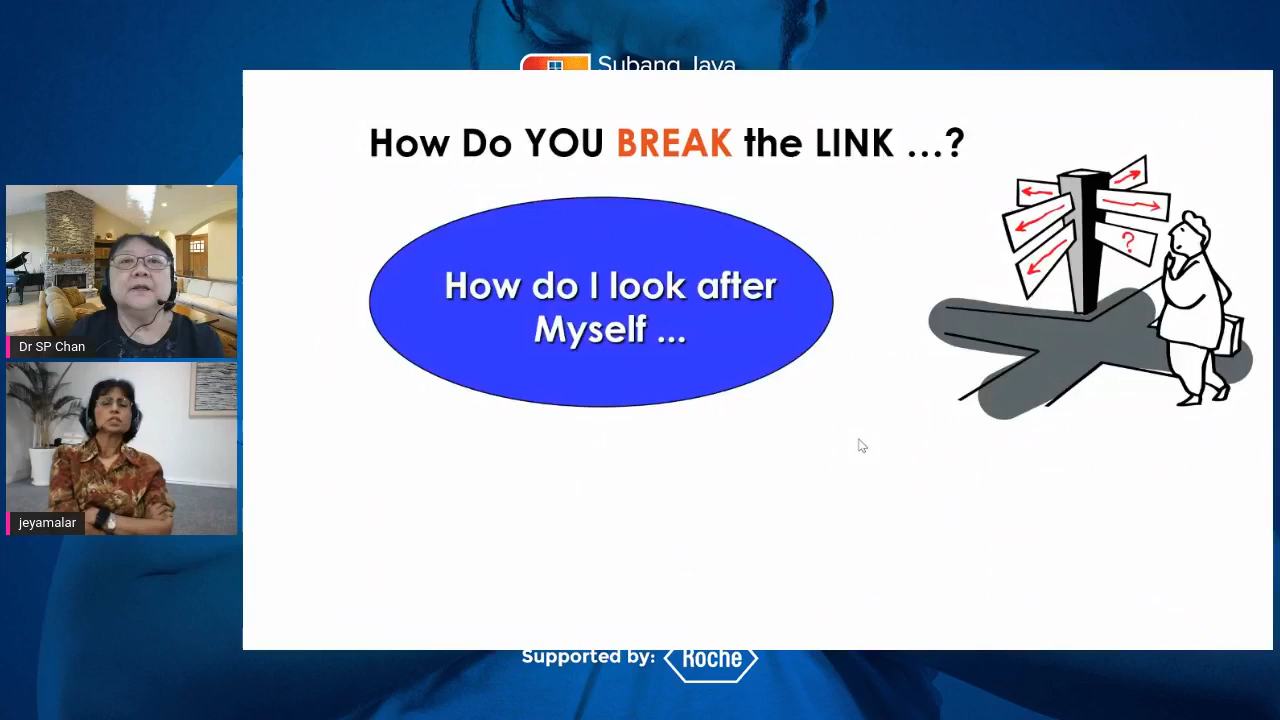 Subang Jaya
How Do YOU BREAK the LINK ...?
?
How do I look after
Myself ...
Dr SP Chan
jeyamalar
Supported by: Roche